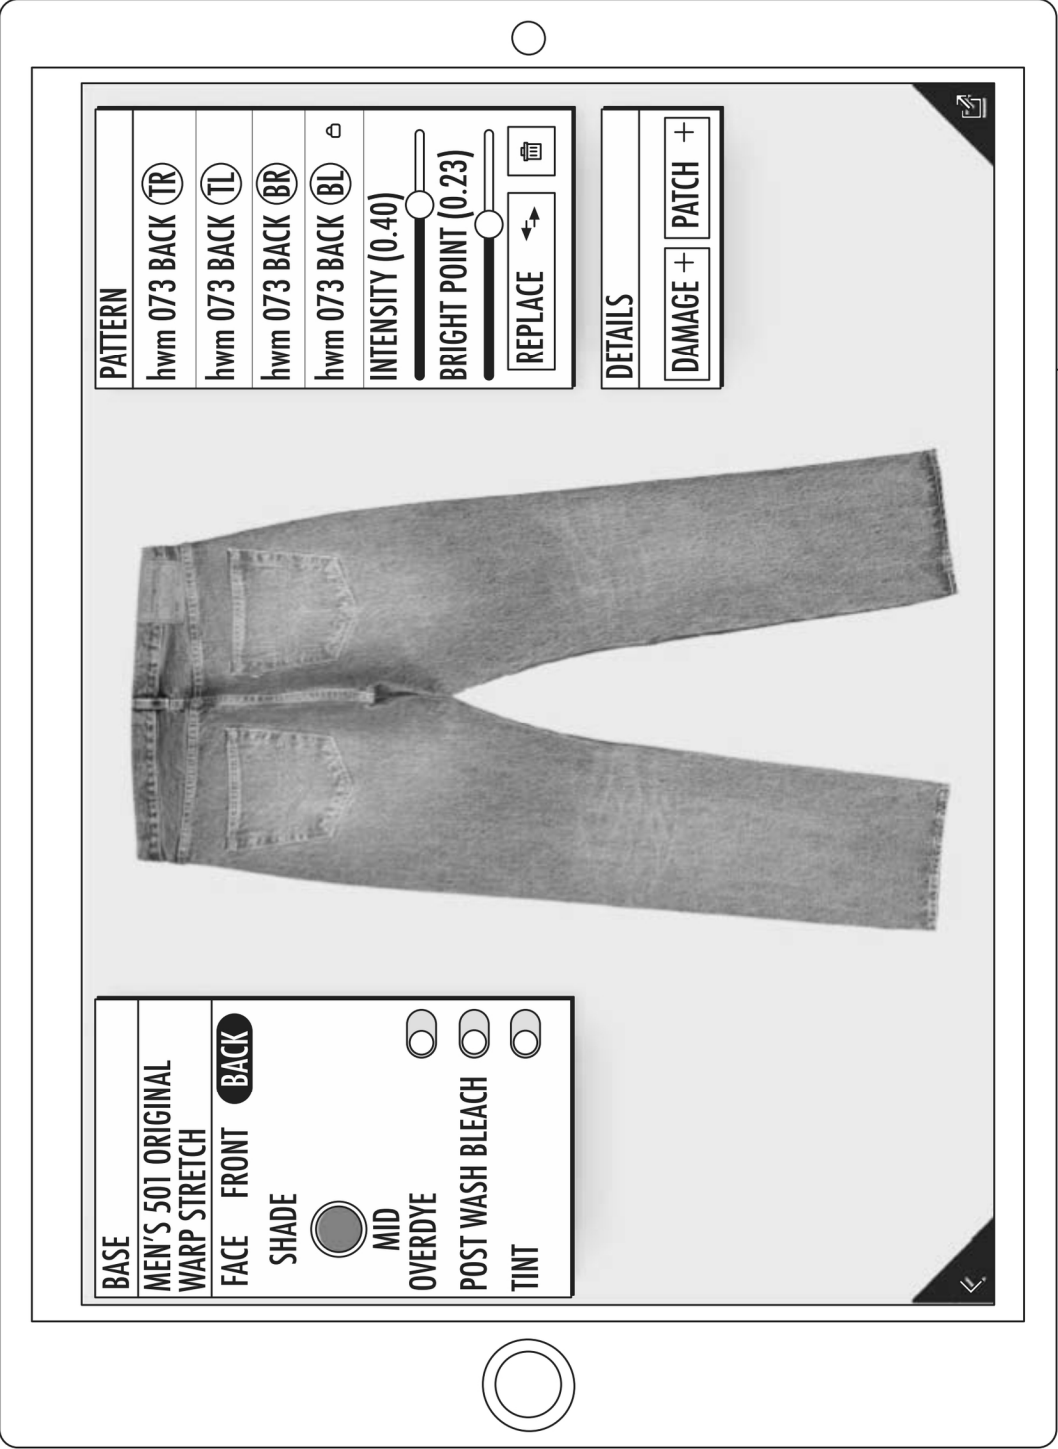 BASE
MEN'S 501 ORIGINAL
WARP STRETCH
FACE FRONT BACK
SHADE
MID
OVERDYE
POST WASH BLEACH
TINT
PATTERN
hwm 073 BACK TR
hwm 073 BACK TL
hwm 073 BACK BR
hwm 073 BACK BL
INTENSITY (0.40)
BRIGHT POINT (0.23)
REPLACE
DETAILS
DAMAGE + PATCH +